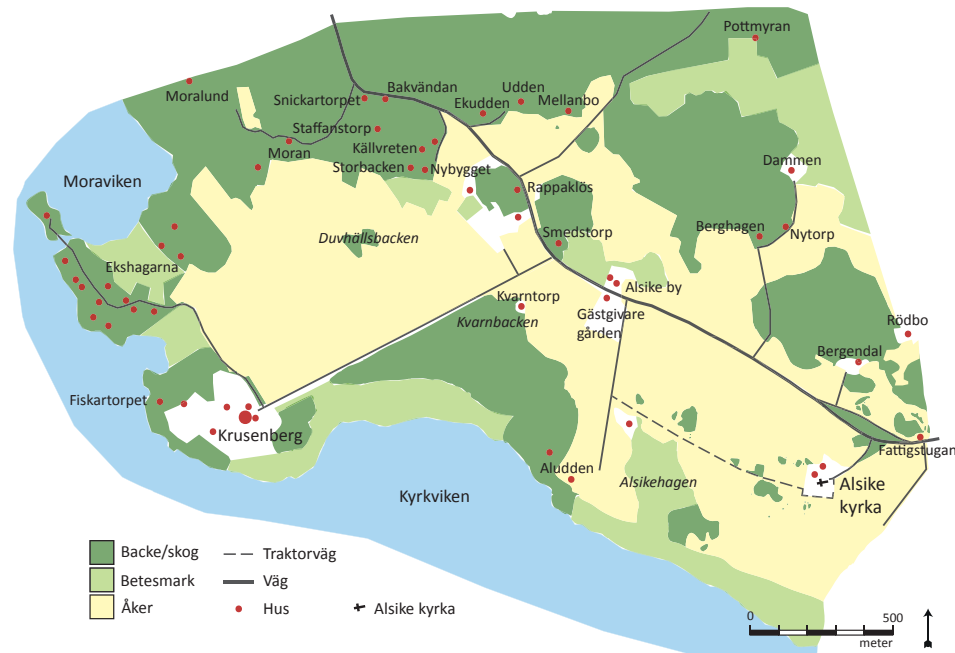 Pottmyran
Moralund
Snickartorpet
Bakvändan
Ekudden
Udden
Mellanbo
Staffanstorp
Moran
Källvreten
Storbacken
Nybygget
Dammen
Moraviken
Rappaklös
Duvhällsbacken
Smedstorp
Berghagen
Nytorp
Ekshagarna
Kvarntorp
Alsike by
Kvarnbacken
Gästgivare
gården
Rödbo
Bergendal
Fiskartorpet
Krusenberg
Fattigstugan
Aludden
Alsikehagen
Alsike
kyrka
Kyrkviken
Backe/skog
Betesmark
Åker
Traktorväg
Väg
Hus
Alsike kyrka
0
500
meter